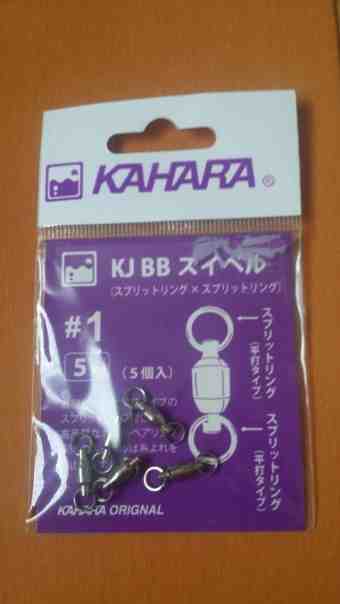 KAHARA®
KJ BB スイベル
(スプリットリング×スプリットリング)
#1
5
(5個入)
スプリットリング
(平打タイプ)
スプリットリング
(平打タイプ)
KAHARA ORIGNAL